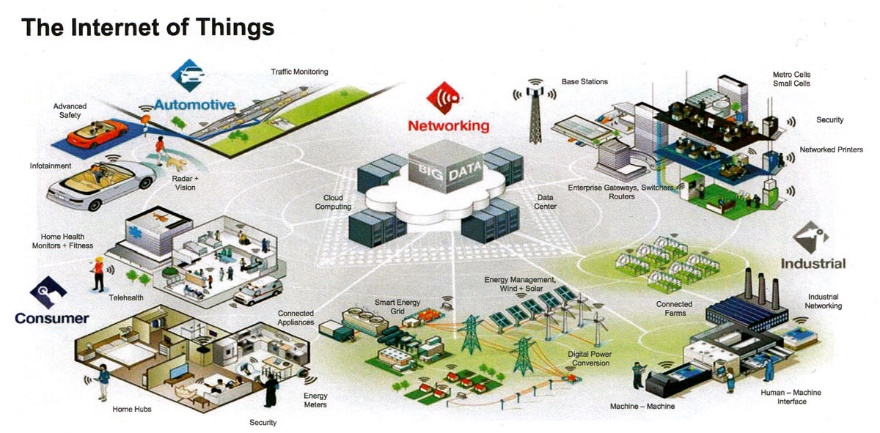 The Internet of Things
Automotive
Traffic Monitoring
Advanced
Safety
Infotainment
Radar +
Vision
Networking
Base Stations
Metro Cells
Small Cells
Security
Networked Printers
Enterprise Gateways, Switchers
Routers
BIG DATA
Cloud
Computing
Data
Center
Home Health
Monitors + Fitness
Telehealth
Consumer
Connected
Appliances
Home Hubs
Security
Energy
Meters
Smart Energy
Grid
Energy Management,
Wind + Solar
Digital Power
Conversion
Industrial
Connected
Farms
Industrial
Networking
Machine – Machine
Human – Machine
Interface